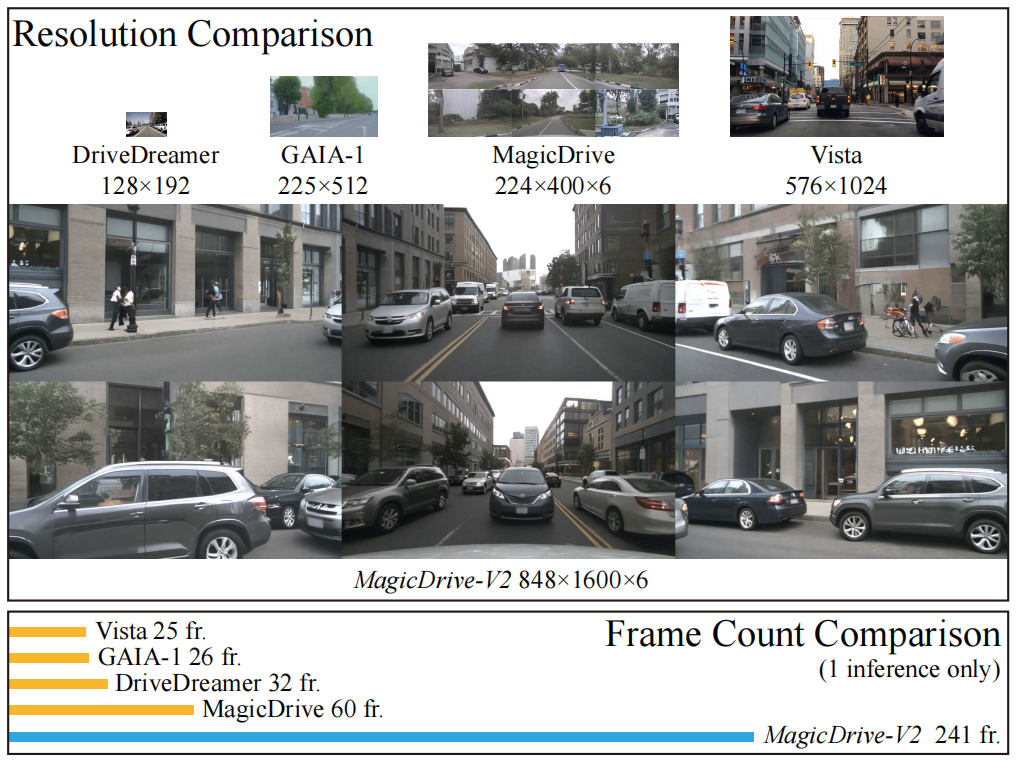 Resolution Comparison
DriveDreamer
128×192
GAIA-1
225×512
MagicDrive
224×400×6
Vista
576×1024
MagicDrive-V2 848×1600×6
Frame Count Comparison
(1 inference only)
Vista 25 fr.
GAIA-1 26 fr.
DriveDreamer 32 fr.
MagicDrive 60 fr.
MagicDrive-V2 241 fr.